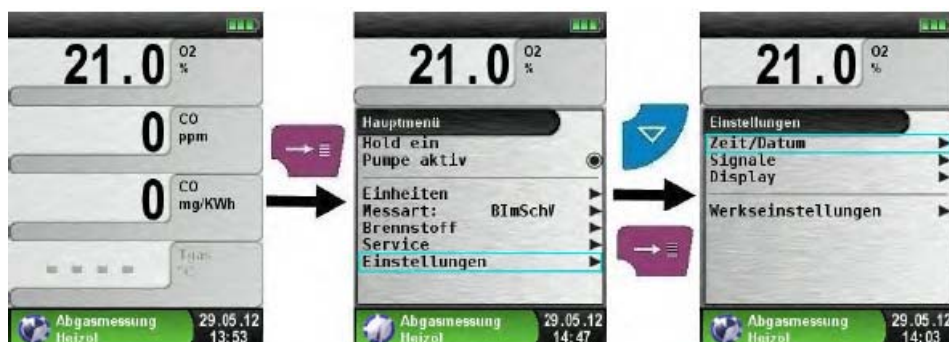 21.0 O2 %
0 CO ppm
0 CO mg/KWh
- - - - Tgas °C
Abgasmessung 29.05.12
Heizöl 13:53
21.0 O2 %
Hauptmenü
Hold ein
Pumpe aktiv
Einheiten
Messart: BImSchV
Brennstoff
Service
Einstellungen
Abgasmessung 29.05.12
Heizöl 14:47
21.0 O2 %
Einstellungen
Zeit/Datum
Signale
Display
Werkseinstellungen
Abgasmessung 29.05.12
Heizöl 14:03